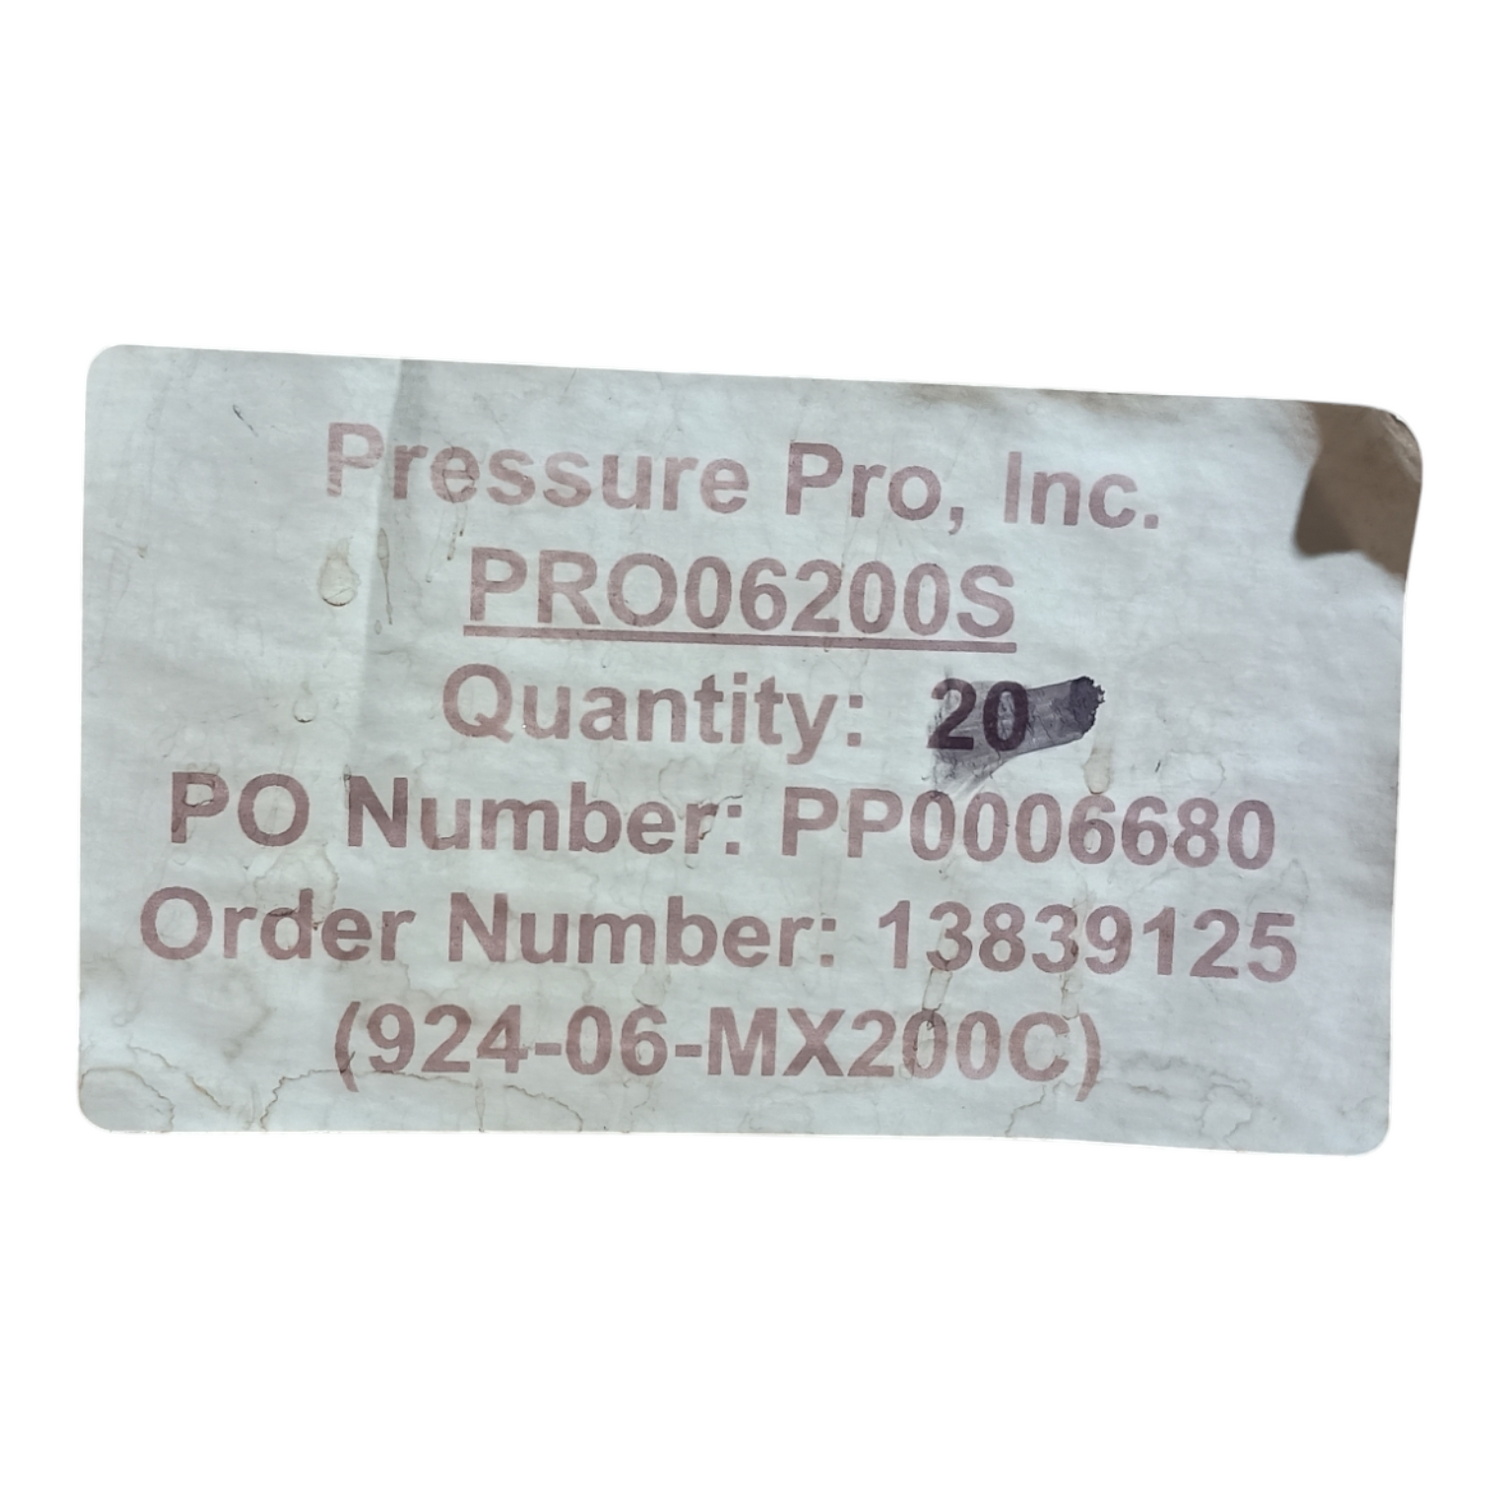 Pressure Pro, Inc.
PRO06200S
Quantity: 20
PO Number: PP0006680
Order Number: 13839125
(924-06-MX200C)